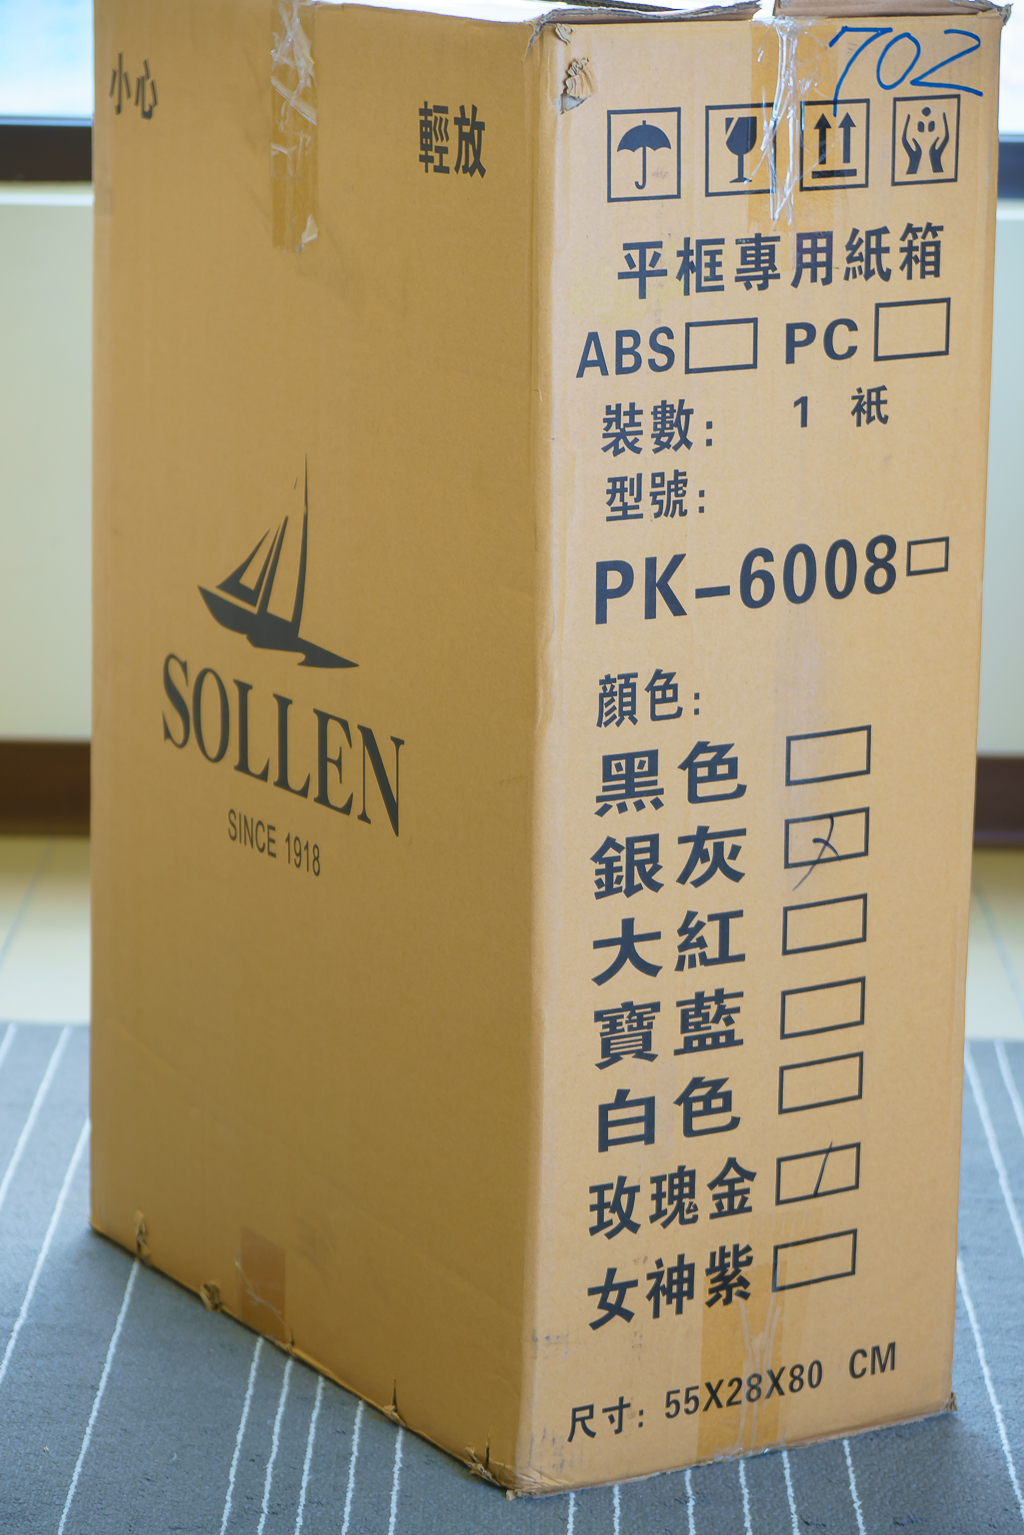 小心
輕放
SOLLEN
SINCE 1918
702
平框專用紙箱
ABS PC
裝數: 1 祇
型號:
PK-6008
顏色:
黑色
銀灰
大紅
寶藍
白色
玫瑰金
女神紫
尺寸: 55X28X80 CM